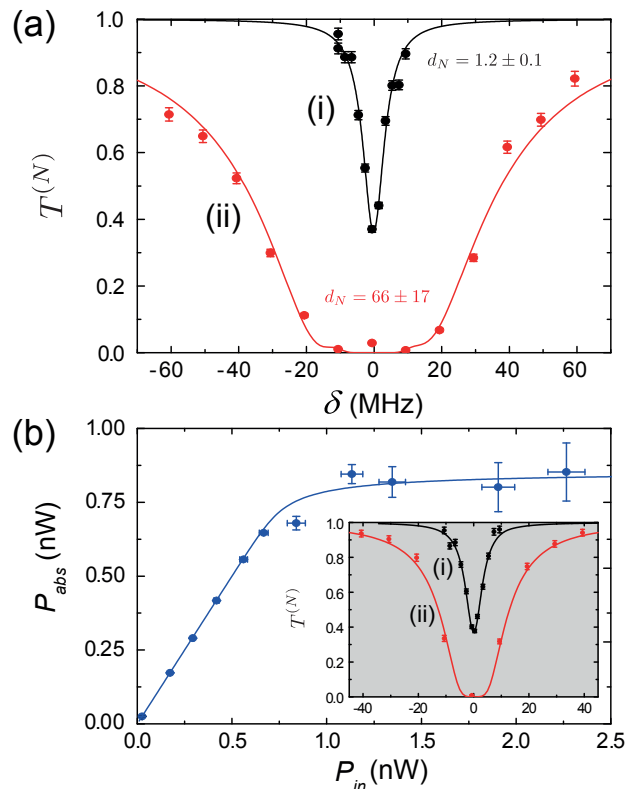 (a)
1.0
0.8
0.6
0.4
0.2
0.0
T^(N)
(i)
(ii)
d_N = 1.2 ± 0.1
d_N = 66 ± 17
-60 -40 -20 0 20 40 60
δ (MHz)
(b)
1.00
0.75
0.50
0.25
0.00
P_abs (nW)
0.0 0.5 1.0 1.5 2.0 2.5
P_in (nW)
1.0
0.8
0.6
0.4
0.2
0.0
T^(N)
(i)
(ii)
-40 -20 0 20 40